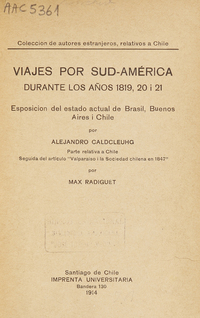 AAC 5361
Coleccion de autores estranjeros, relativos a Chile
VIAJES POR SUD-AMÉRICA
DURANTE LOS AÑOS 1819, 20 i 21
Esposicion del estado actual de Brasil, Buenos
Aires i Chile
por
ALEJANDRO CALDCLEUHG
Parte relativa a Chile
Seguida del artículo "Valparaiso i la Sociedad chilena en 1847"
por
MAX RADIGUET
Santiago de Chile
IMPRENTA UNIVERSITARIA
Bandera 130
1914